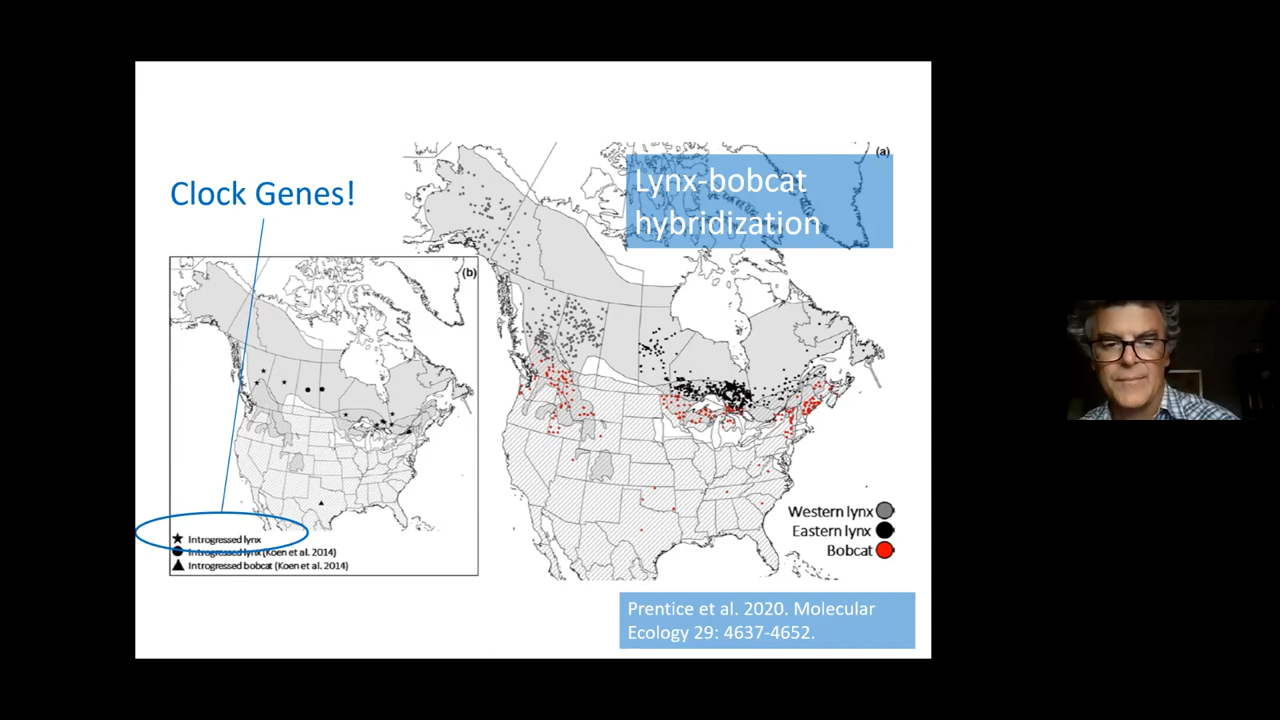 (a)
Lynx-bobcat
hybridization
Clock Genes!
(b)
Introgressed lynx
Introgressed lynx (Koen et al. 2014)
Introgressed bobcat (Koen et al. 2014)
Western lynx
Eastern lynx
Bobcat
Prentice et al. 2020. Molecular
Ecology 29: 4637-4652.